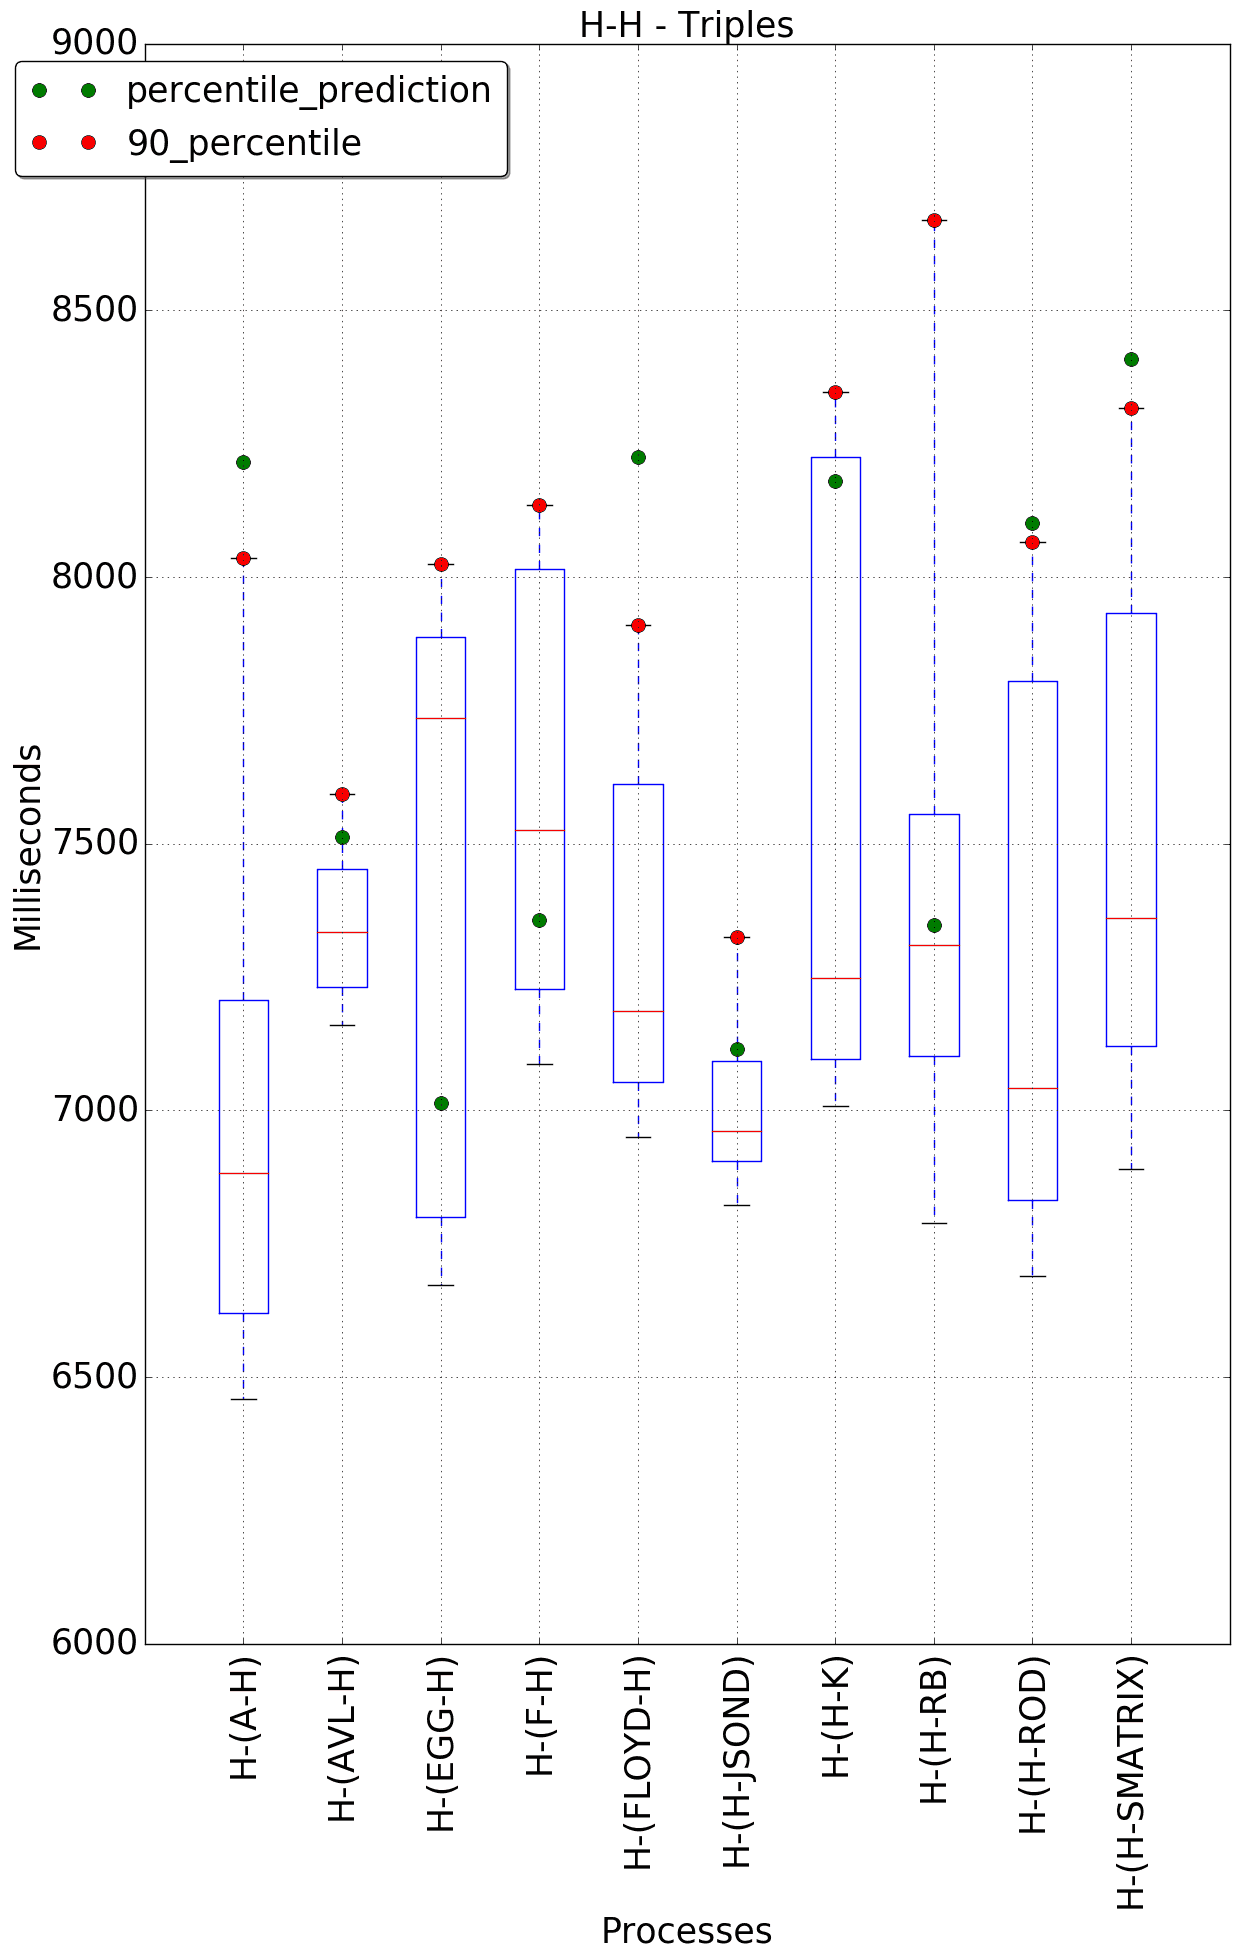 H-H - Triples
percentile_prediction
90_percentile
9000
8500
8000
7500
7000
6500
6000
Milliseconds
H-(A-H)
H-(AVL-H)
H-(EGG-H)
H-(F-H)
H-(FLOYD-H)
H-(H-JSOND)
H-(H-K)
H-(H-RB)
H-(H-ROD)
H-(H-SMATRIX)
Processes